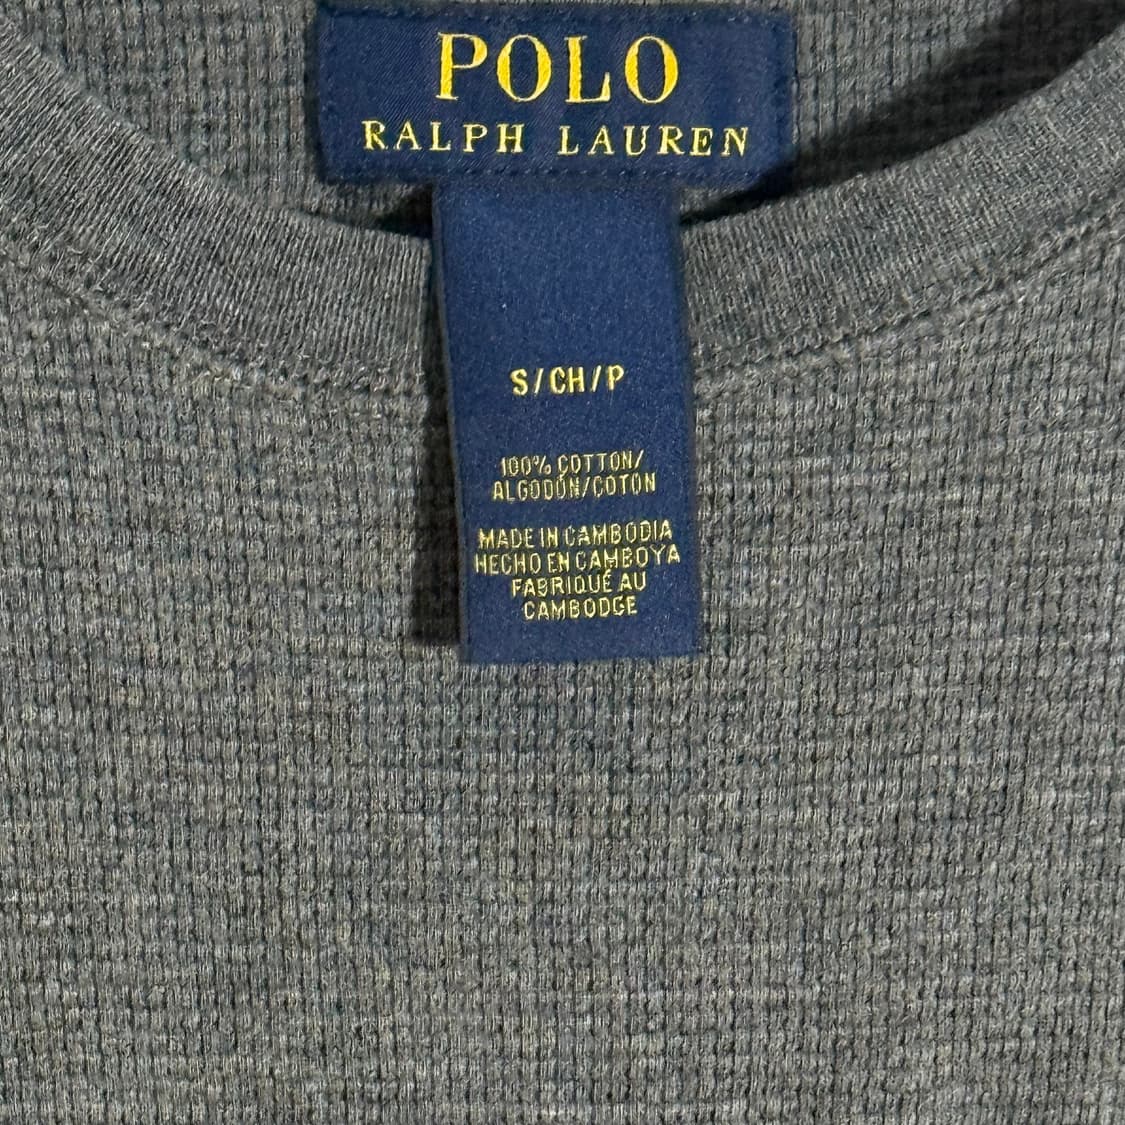 POLO
RALPH LAUREN
S/CH/P
100% COTTON/
ALGODÓN/COTON
MADE IN CAMBODIA
HECHO EN CAMBOYA
FABRIQUÉ AU
CAMBODGE